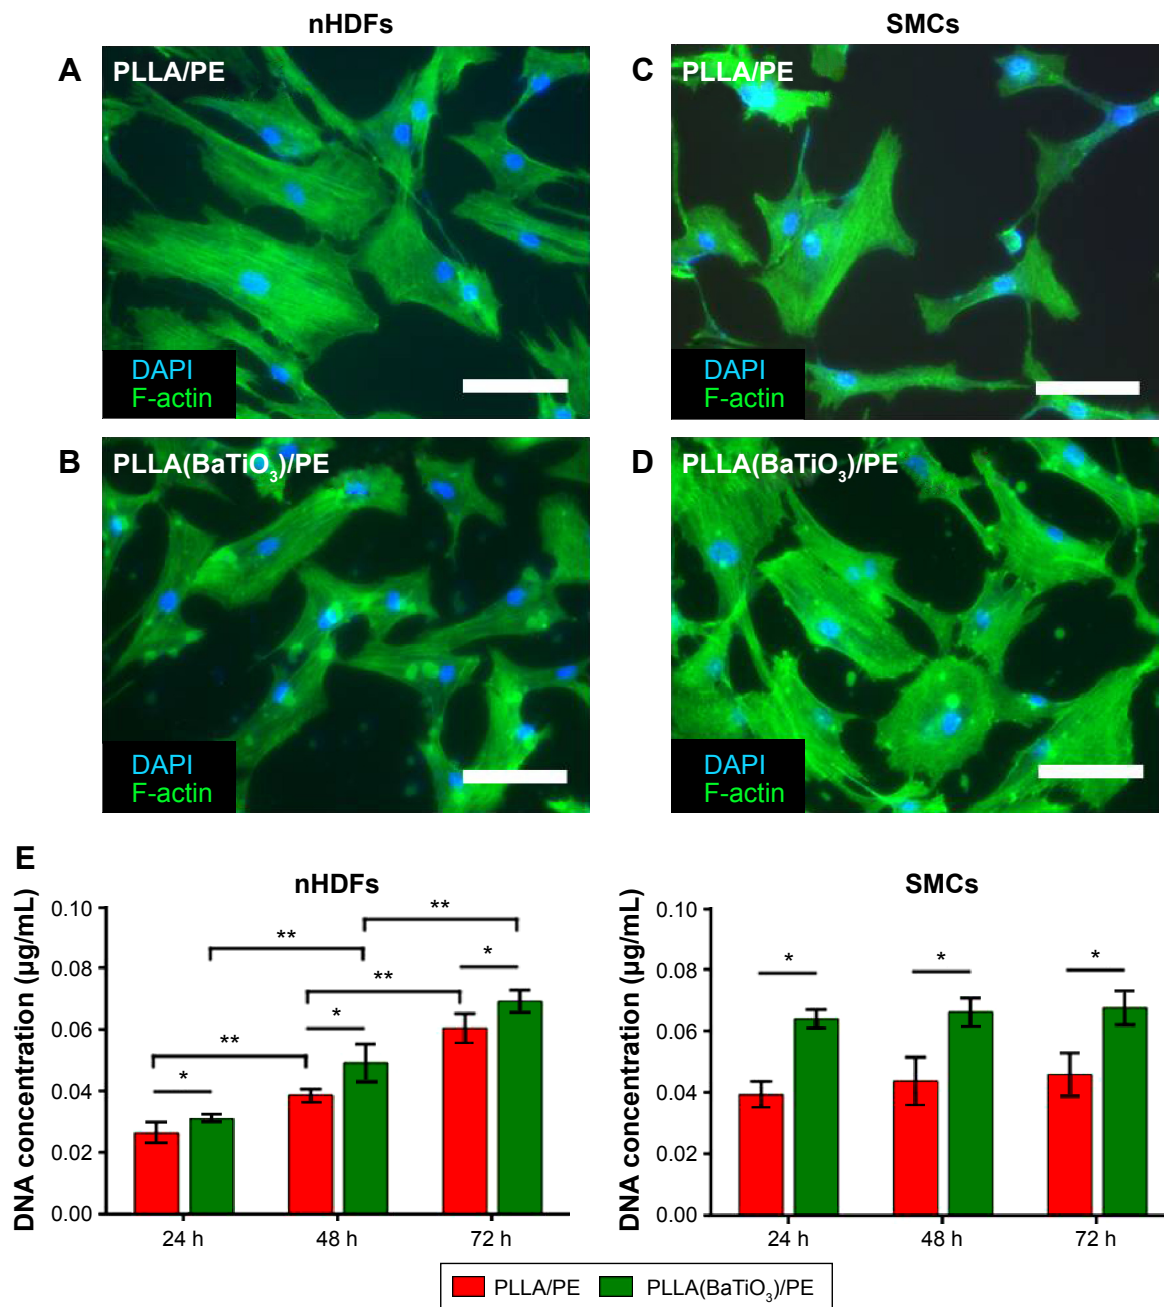 nHDFs
SMCs
A
PLLA/PE
DAPI
F-actin
C
PLLA/PE
DAPI
F-actin
B
PLLA(BaTiO₃)/PE
DAPI
F-actin
D
PLLA(BaTiO₃)/PE
DAPI
F-actin
E
nHDFs
DNA concentration (µg/mL)
0.10
0.08
0.06
0.04
0.02
0.00
**
**
**
**
*
*
*
24 h
48 h
72 h
SMCs
DNA concentration (µg/mL)
0.10
0.08
0.06
0.04
0.02
0.00
*
*
*
24 h
48 h
72 h
PLLA/PE
PLLA(BaTiO₃)/PE